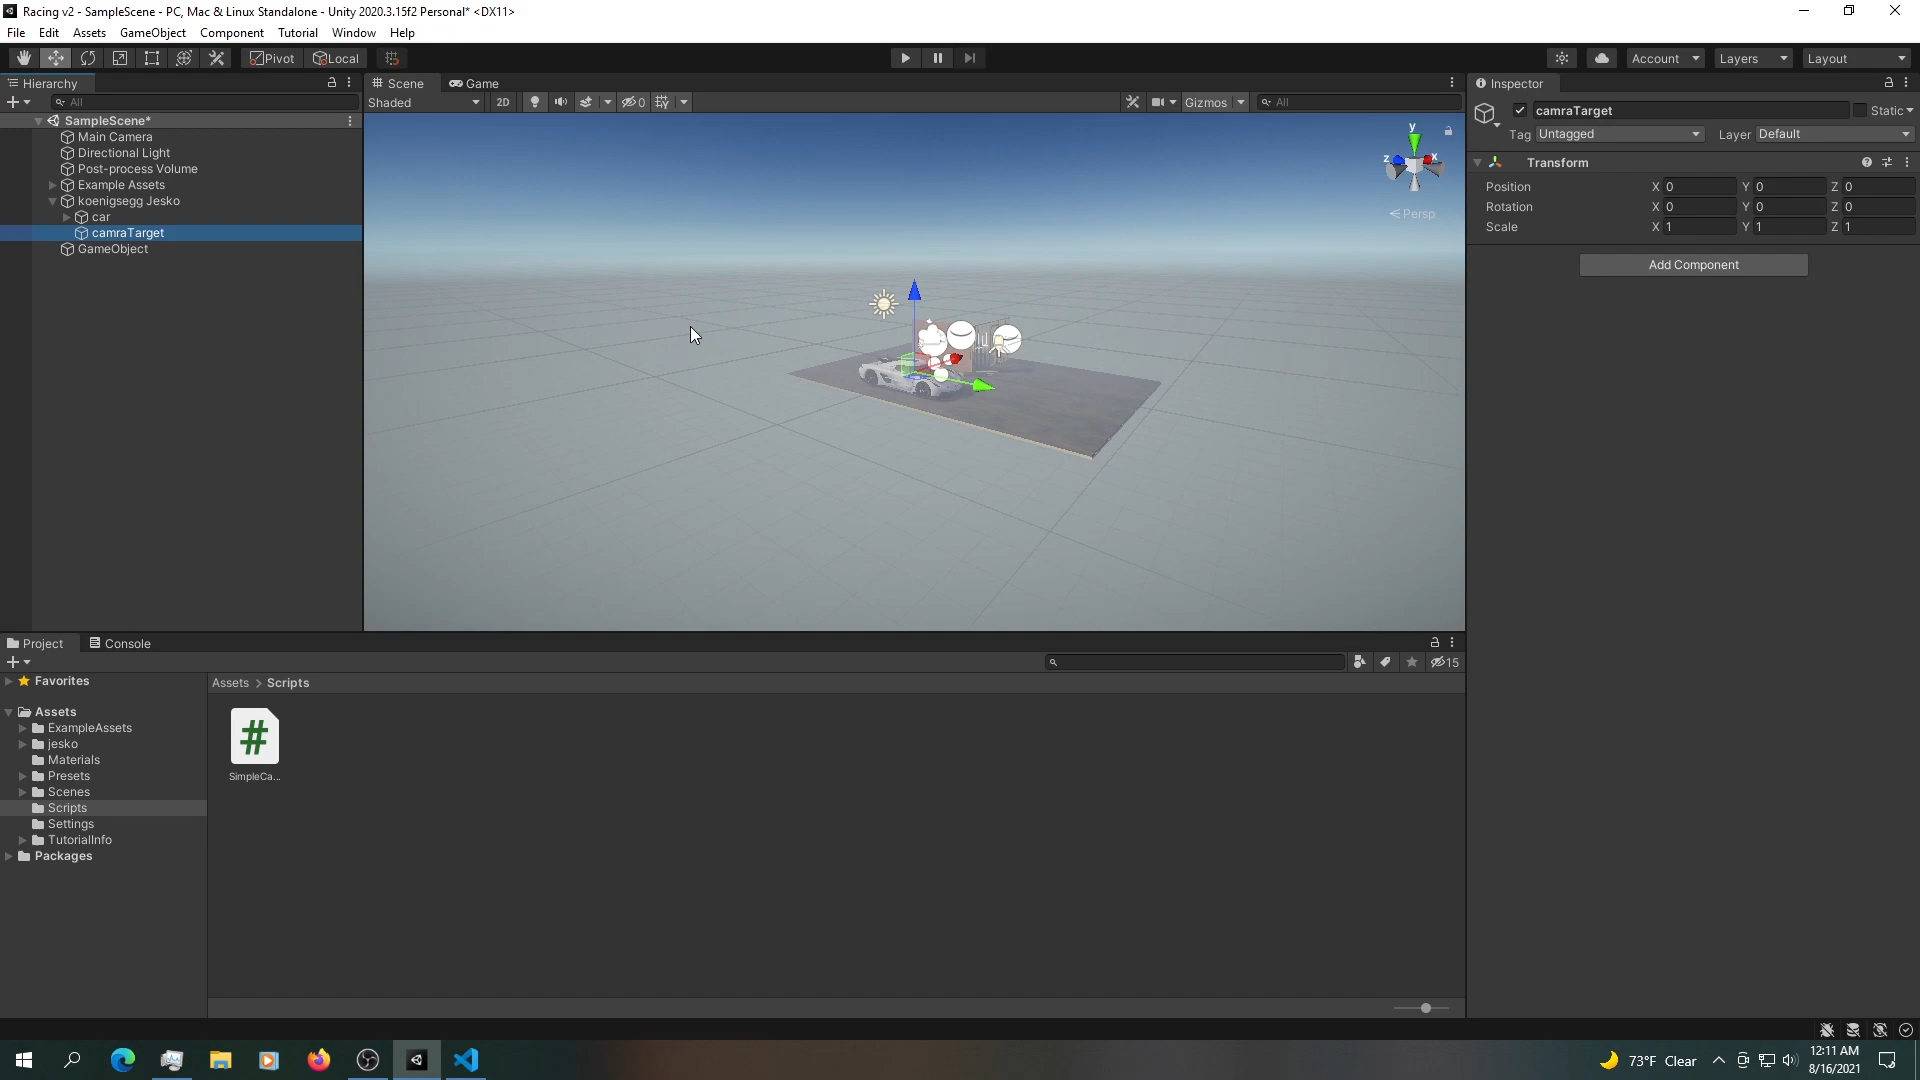 Racing v2 - SampleScene - PC, Mac & Linux Standalone - Unity 2020.3.15f2 Personal* <DX11>
File Edit Assets GameObject Component Tutorial Window Help
Pivot Local Account Layers Layout
Hierarchy
All
SampleScene*
Main Camera
Directional Light
Post-process Volume
Example Assets
koenigsegg Jesko
car
camraTarget
GameObject
Scene Game
Shaded 2D 0 Gizmos All
y
z x
Persp
Inspector
camraTarget Static
Tag Untagged Layer Default
Transform
Position X 0 Y 0 Z 0
Rotation X 0 Y 0 Z 0
Scale X 1 Y 1 Z 1
Add Component
Project Console
15
Favorites
Assets
ExampleAssets
jesko
Materials
Presets
Scenes
Scripts
Settings
TutorialInfo
Packages
Assets > Scripts
#
SimpleCa...
73°F Clear
12:11 AM
8/16/2021